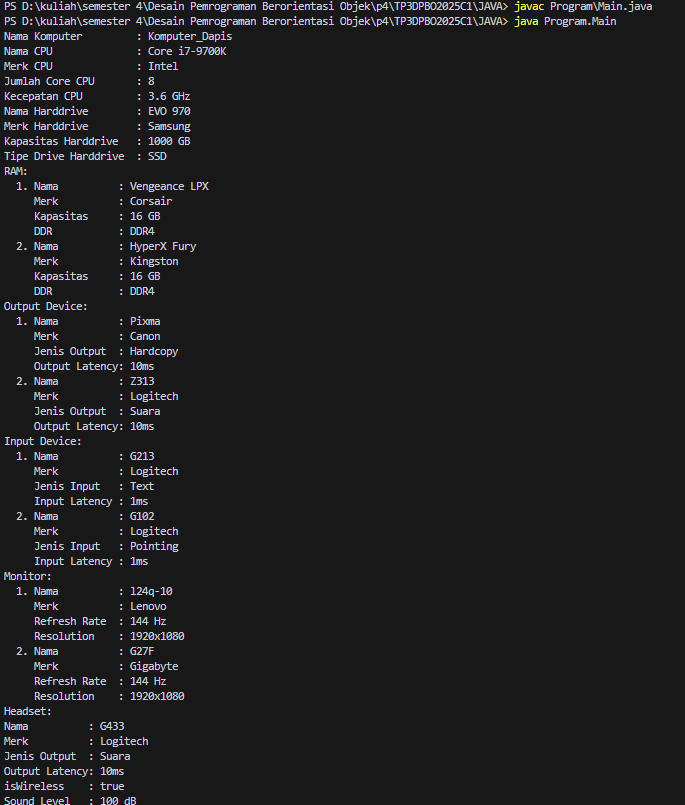 PS D:\kuliah\semester 4\Desain Pemrograman Berorientasi Objek\p4\TP3DPBO2025C1\JAVA> javac Program\Main.java
PS D:\kuliah\semester 4\Desain Pemrograman Berorientasi Objek\p4\TP3DPBO2025C1\JAVA> java Program.Main
Nama Komputer         : Komputer_Dapis
Nama CPU              : Core i7-9700K
Merk CPU              : Intel
Jumlah Core CPU       : 8
Kecepatan CPU         : 3.6 GHz
Nama Harddrive        : EVO 970
Merk Harddrive        : Samsung
Kapasitas Harddrive   : 1000 GB
Tipe Drive Harddrive  : SSD
RAM:
  1. Nama          : Vengeance LPX
     Merk          : Corsair
     Kapasitas     : 16 GB
     DDR           : DDR4
  2. Nama          : HyperX Fury
     Merk          : Kingston
     Kapasitas     : 16 GB
     DDR           : DDR4
Output Device:
  1. Nama          : Pixma
     Merk          : Canon
     Jenis Output  : Hardcopy
     Output Latency: 10ms
  2. Nama          : Z313
     Merk          : Logitech
     Jenis Output  : Suara
     Output Latency: 10ms
Input Device:
  1. Nama          : G213
     Merk          : Logitech
     Jenis Input   : Text
     Input Latency : 1ms
  2. Nama          : G102
     Merk          : Logitech
     Jenis Input   : Pointing
     Input Latency : 1ms
Monitor:
  1. Nama          : l24q-10
     Merk          : Lenovo
     Refresh Rate  : 144 Hz
     Resolution    : 1920x1080
  2. Nama          : G27F
     Merk          : Gigabyte
     Refresh Rate  : 144 Hz
     Resolution    : 1920x1080
Headset:
Nama          : G433
Merk          : Logitech
Jenis Output  : Suara
Output Latency: 10ms
isWireless    : true
Sound Level   : 100 dB